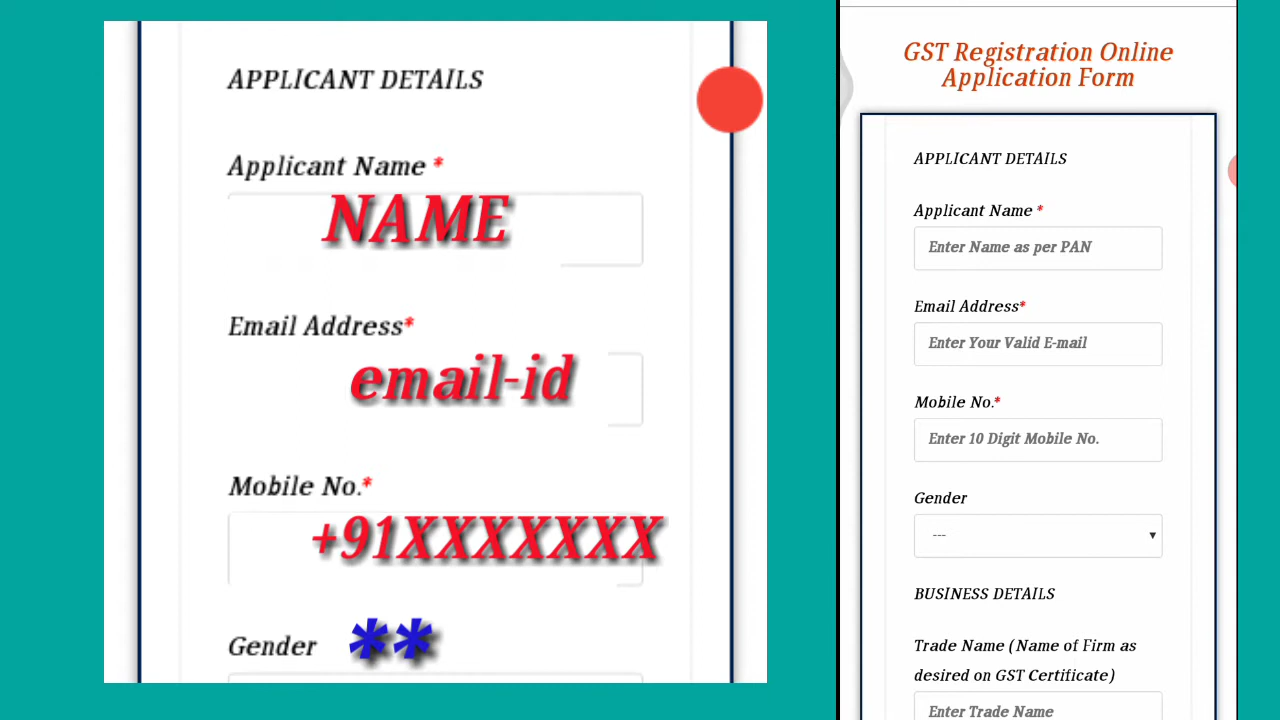 APPLICANT DETAILS
Applicant Name *
NAME
Email Address*
email-id
Mobile No.*
+91XXXXXXX
Gender **
GST Registration Online
Application Form
APPLICANT DETAILS
Applicant Name *
Enter Name as per PAN
Email Address*
Enter Your Valid E-mail
Mobile No.*
Enter 10 Digit Mobile No.
Gender
---
BUSINESS DETAILS
Trade Name (Name of Firm as
desired on GST Certificate)
Enter Trade Name